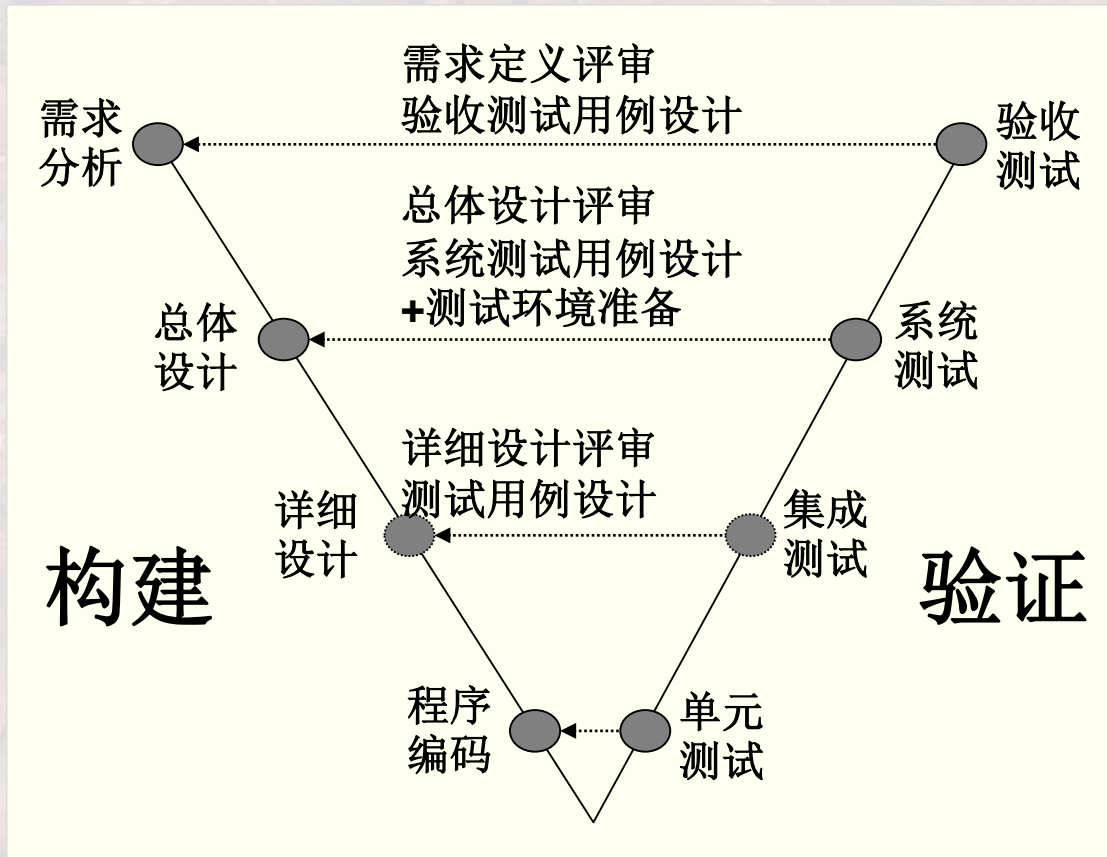 需求定义评审
验收测试用例设计
需求
分析
验收
测试
总体设计评审
系统测试用例设计
+测试环境准备
总体
设计
系统
测试
详细设计评审
测试用例设计
详细
设计
集成
测试
构建
验证
程序
编码
单元
测试